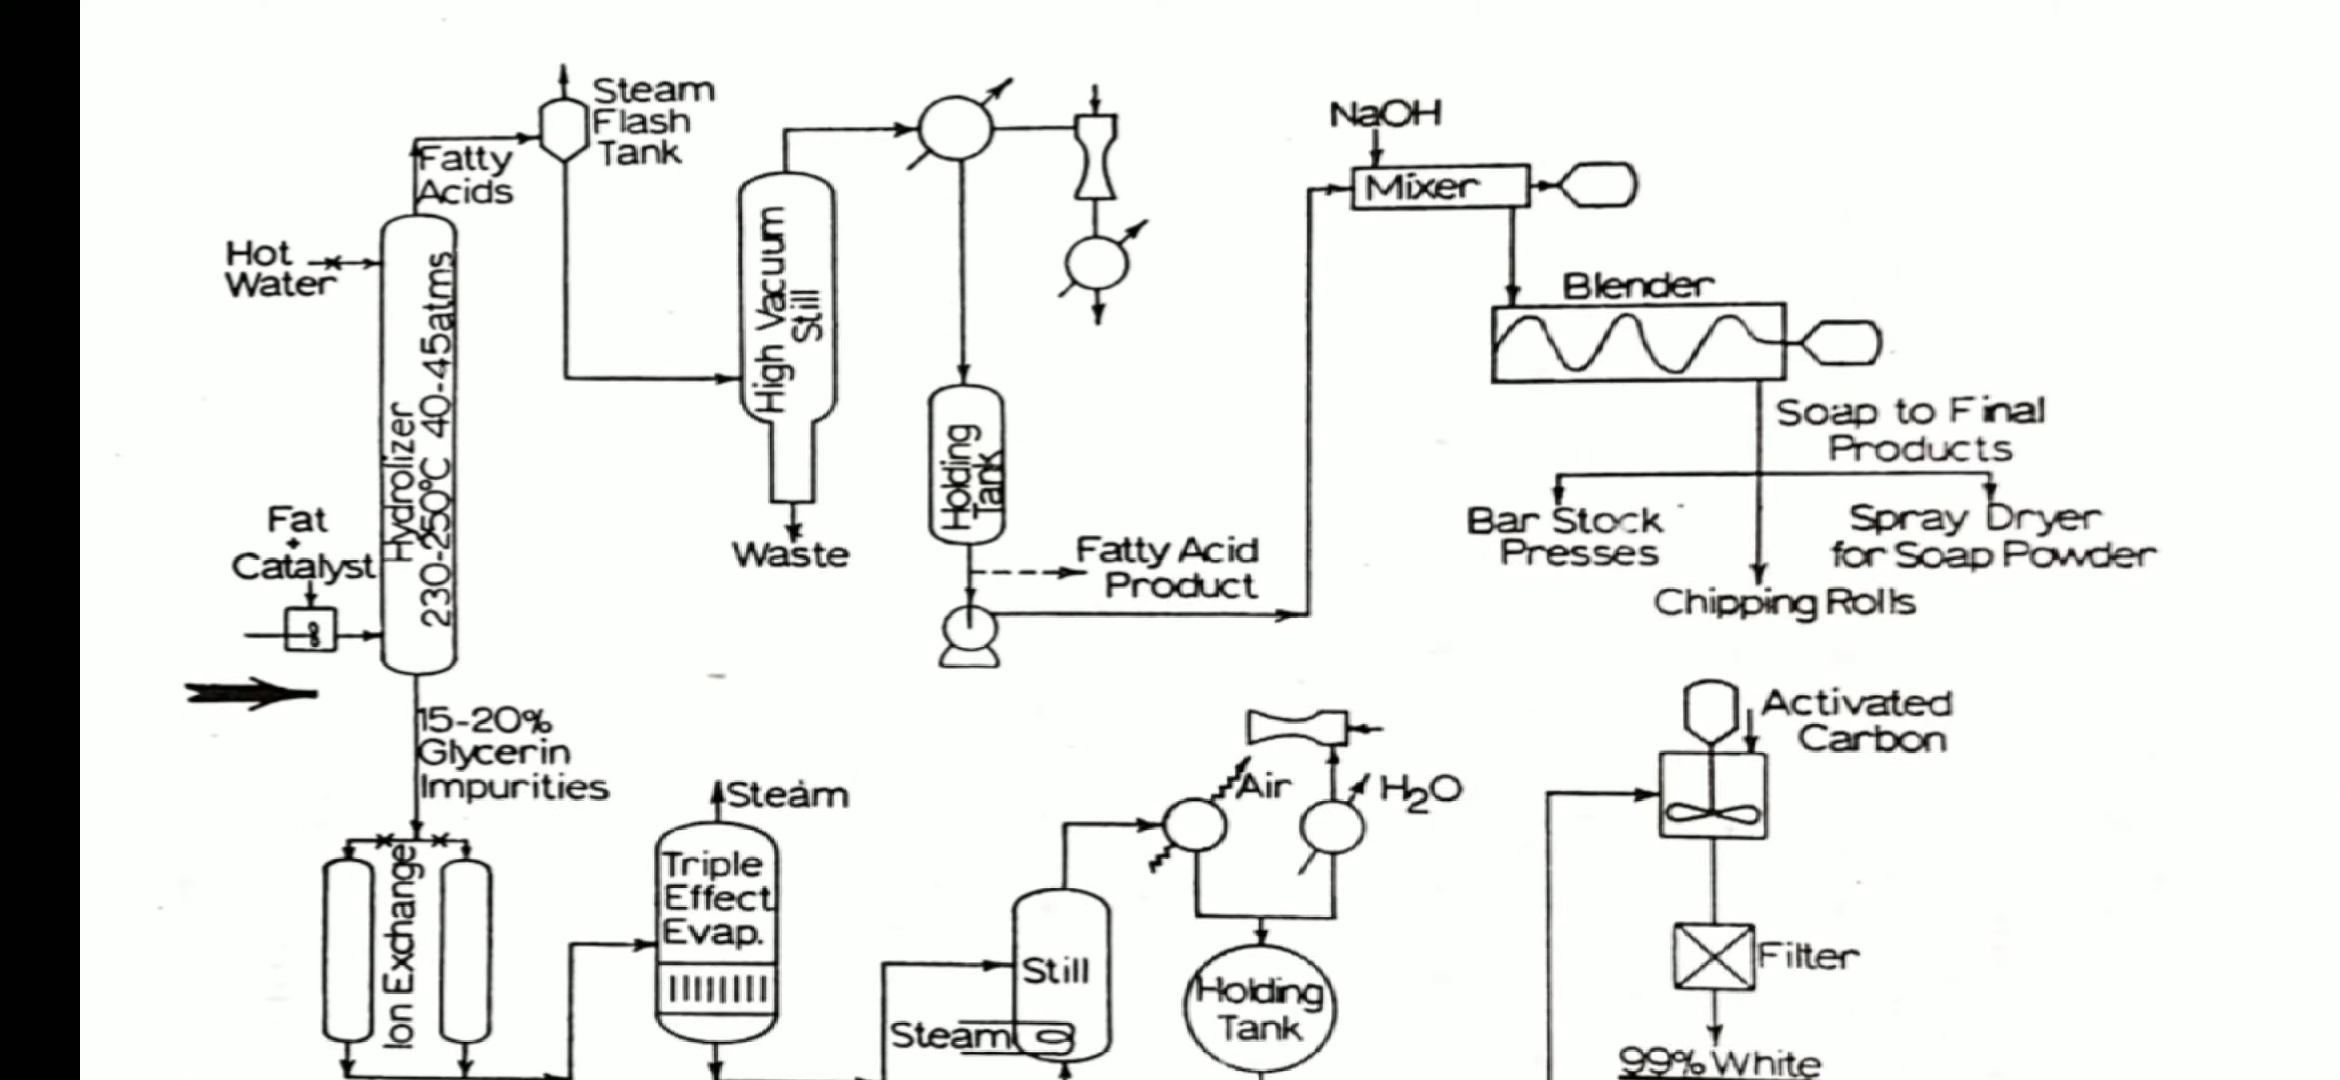 Steam
Flash
Tank
Fatty
Acids
Hot
Water
Hydrolizer
230-250°C 40-45atms
Fat
+
Catalyst
High Vacuum
Still
Waste
Holding
Tank
Fatty Acid
Product
NaOH
Mixer
Blender
Soap to Final
Products
Bar Stock
Presses
Spray Dryer
for Soap Powder
Chipping Rolls
15-20%
Glycerin
Impurities
Ion Exchange
Steam
Triple
Effect
Evap.
Still
Steam
Air
H2O
Holding
Tank
Activated
Carbon
Filter
99% White